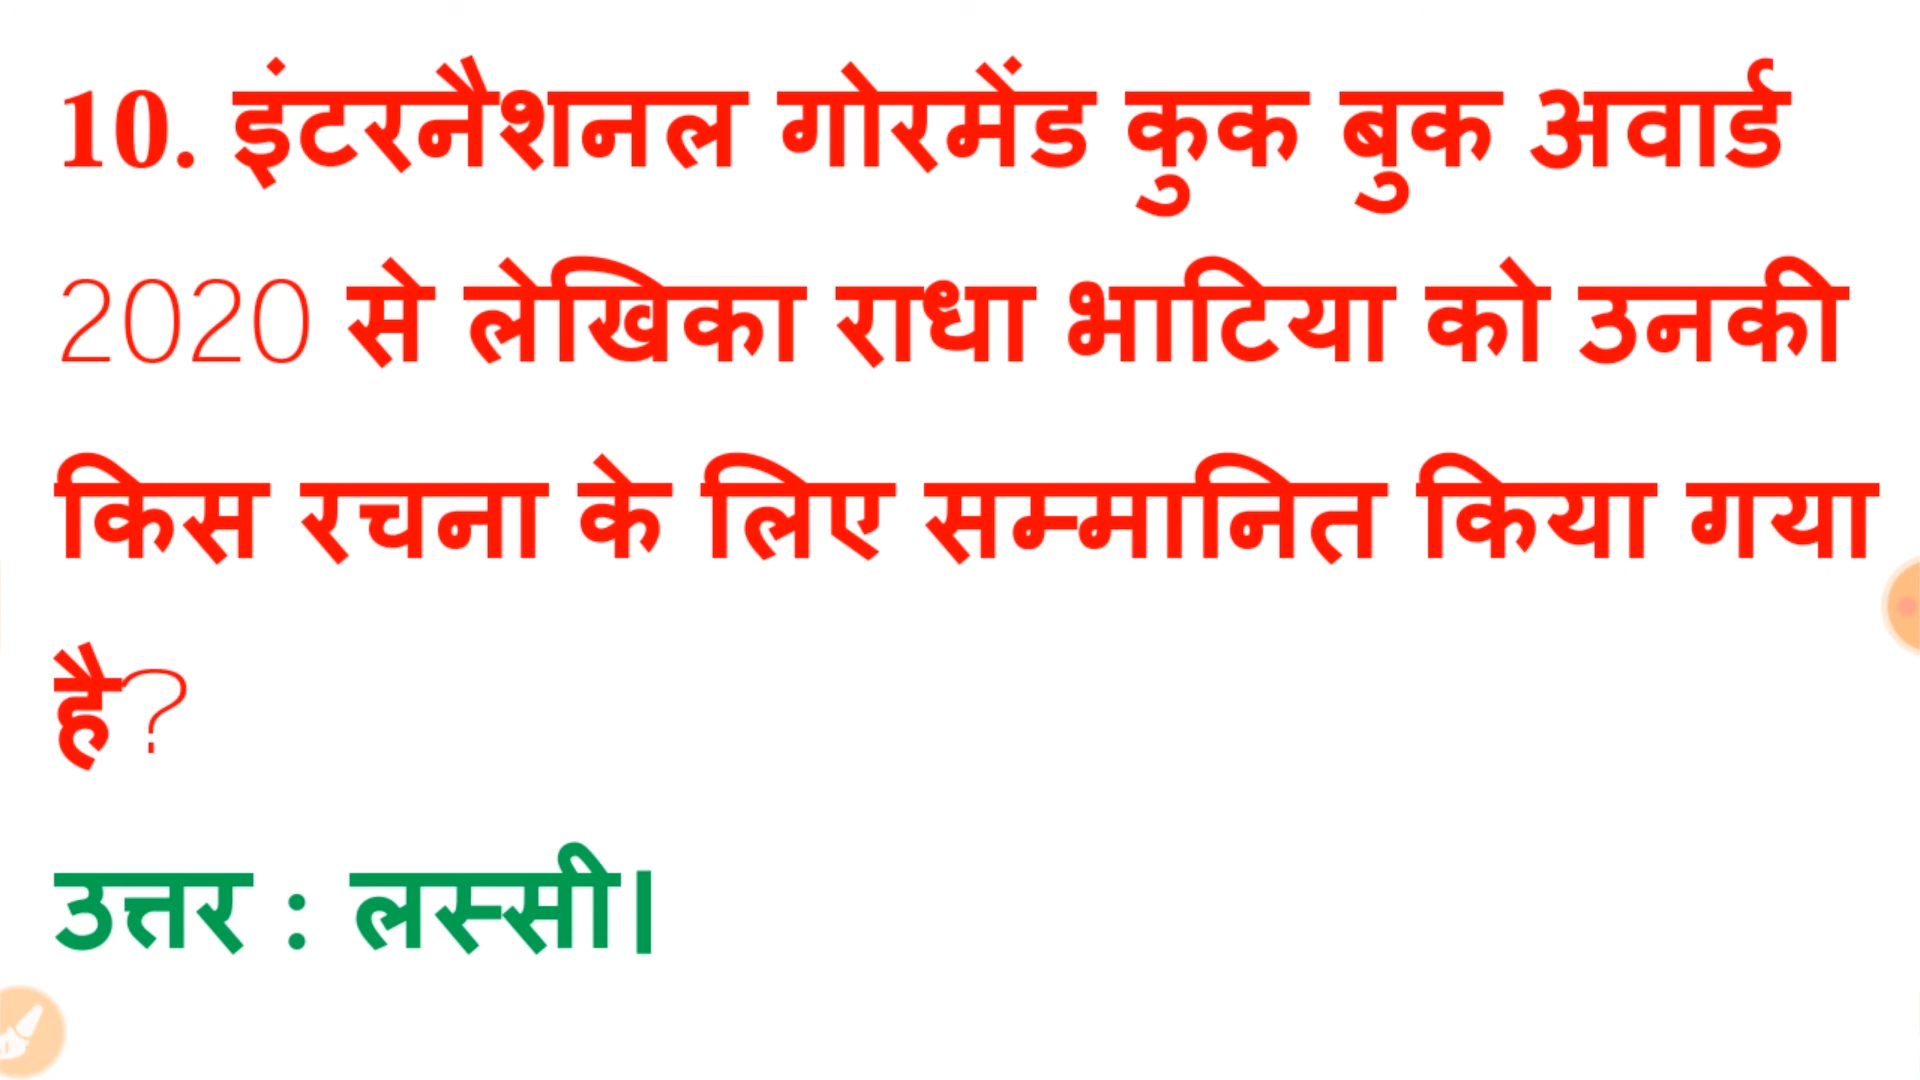 10. इंटरनैशनल गोरमेंड कुक बुक अवार्ड
2020 से लेखिका राधा भाटिया को उनकी
किस रचना के लिए सम्मानित किया गया
है?
उत्तर : लस्सी।